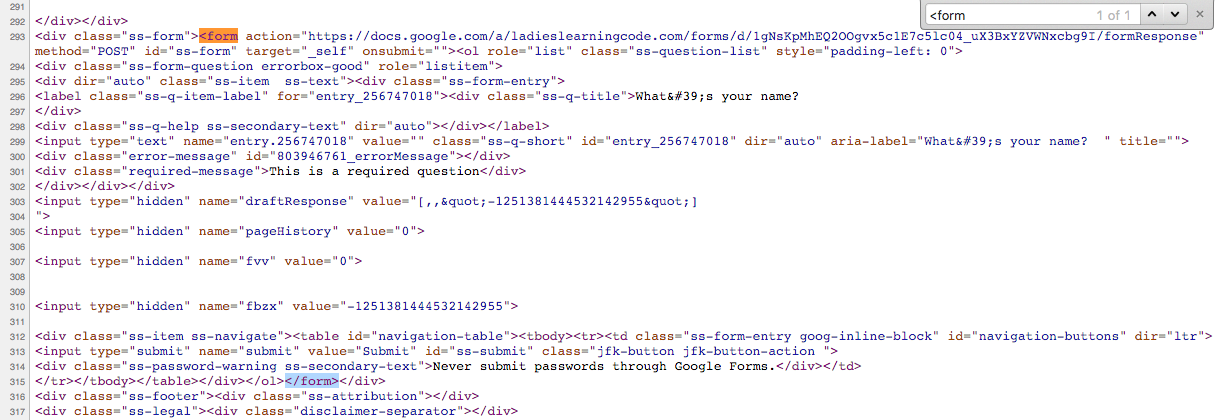 <form 1 of 1
291
292 </div></div>
293 <div class="ss-form"><form action="https://docs.google.com/a/ladieslearningcode.com/forms/d/1gNsKpMhEQ2OOgvx5clE7c5lc04_uX3BxYZVWNxcbg9I/formResponse"
method="POST" id="ss-form" target="_self" onsubmit=""><ol role="list" class="ss-question-list" style="padding-left: 0">
294 <div class="ss-form-question errorbox-good" role="listitem">
295 <div dir="auto" class="ss-item  ss-text"><div class="ss-form-entry">
296 <label class="ss-q-item-label" for="entry_256747018"><div class="ss-q-title">What&#39;s your name?
297 </div>
298 <div class="ss-q-help ss-secondary-text" dir="auto"></div></label>
299 <input type="text" name="entry.256747018" value="" class="ss-q-short" id="entry_256747018" dir="auto" aria-label="What&#39;s your name?  " title="">
300 <div class="error-message" id="803946761_errorMessage"></div>
301 <div class="required-message">This is a required question</div>
302 </div></div></div>
303 <input type="hidden" name="draftResponse" value="[,,&quot;-1251381444532142955&quot;]
304 ">
305 <input type="hidden" name="pageHistory" value="0">
306
307 <input type="hidden" name="fvv" value="0">
308
309
310 <input type="hidden" name="fbzx" value="-1251381444532142955">
311
312 <div class="ss-item ss-navigate"><table id="navigation-table"><tbody><tr><td class="ss-form-entry goog-inline-block" id="navigation-buttons" dir="ltr">
313 <input type="submit" name="submit" value="Submit" id="ss-submit" class="jfk-button jfk-button-action ">
314 <div class="ss-password-warning ss-secondary-text">Never submit passwords through Google Forms.</div></td>
315 </tr></tbody></table></div></ol></form></div>
316 <div class="ss-footer"><div class="ss-attribution"></div>
317 <div class="ss-legal"><div class="disclaimer-separator"></div>